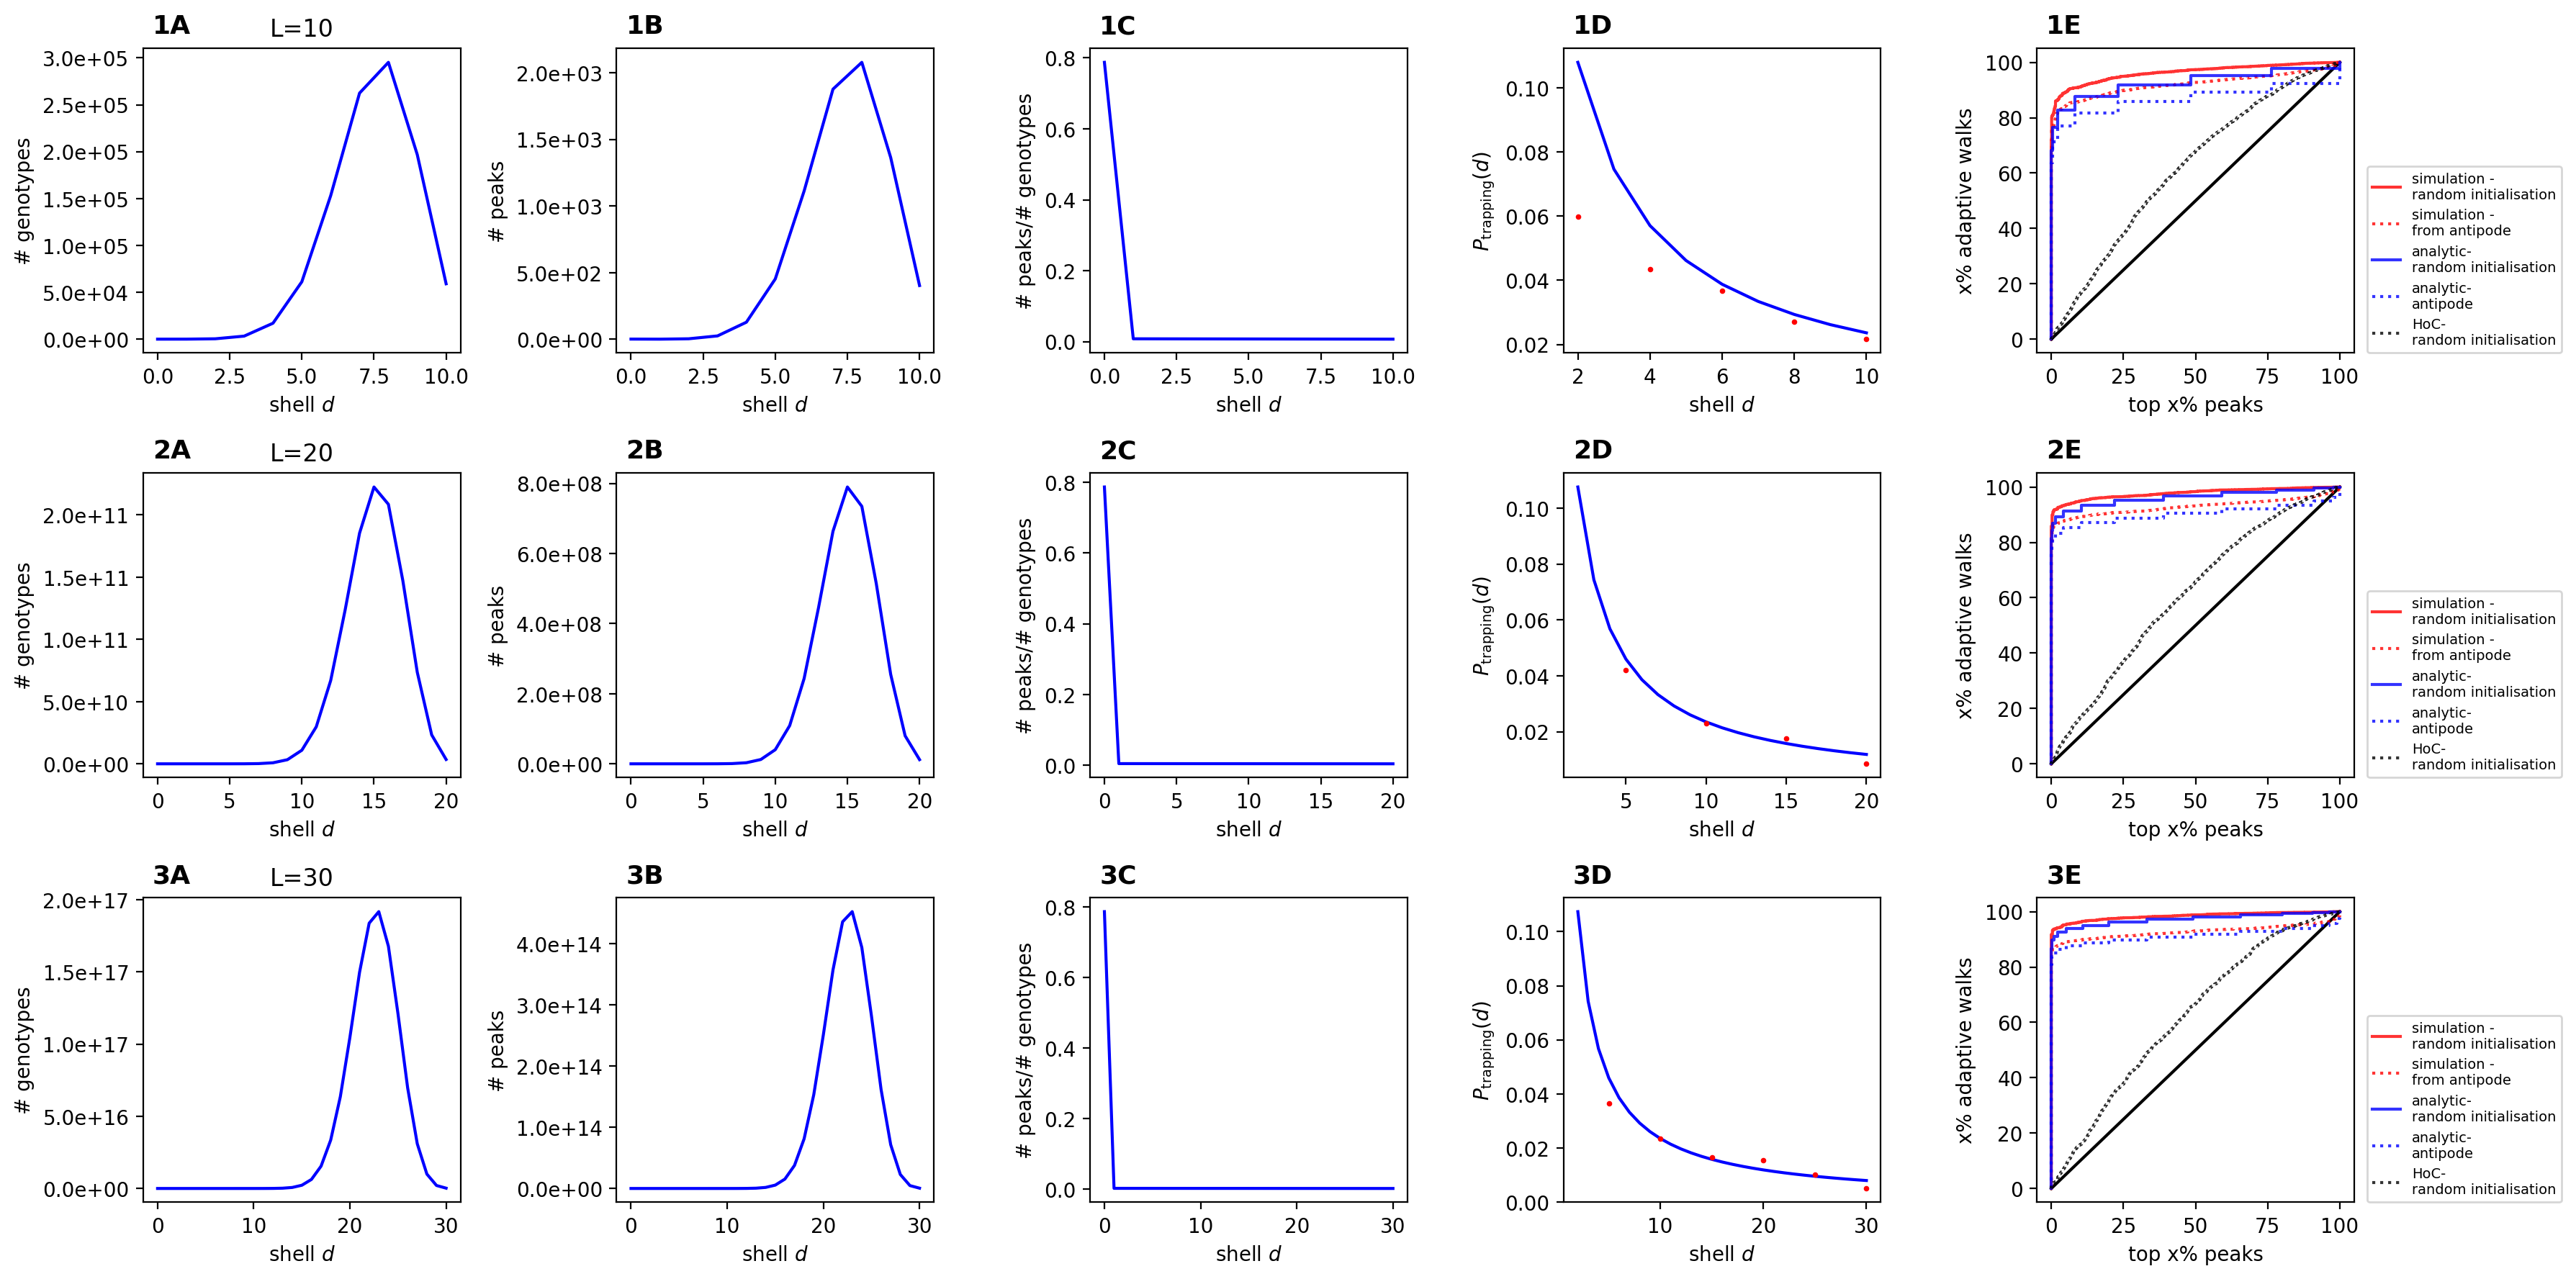 1A
L=10
# genotypes
3.0e+05
2.5e+05
2.0e+05
1.5e+05
1.0e+05
5.0e+04
0.0e+00
0.0 2.5 5.0 7.5 10.0
shell d
1B
# peaks
2.0e+03
1.5e+03
1.0e+03
5.0e+02
0.0e+00
0.0 2.5 5.0 7.5 10.0
shell d
1C
# peaks/# genotypes
0.8
0.6
0.4
0.2
0.0
0.0 2.5 5.0 7.5 10.0
shell d
1D
Ptrapping(d)
0.10
0.08
0.06
0.04
0.02
2 4 6 8 10
shell d
1E
x% adaptive walks
100
80
60
40
20
0
0 25 50 75 100
top x% peaks
simulation -
random initialisation
simulation -
from antipode
analytic-
random initialisation
analytic-
antipode
HoC-
random initialisation
2A
L=20
# genotypes
2.0e+11
1.5e+11
1.0e+11
5.0e+10
0.0e+00
0 5 10 15 20
shell d
2B
# peaks
8.0e+08
6.0e+08
4.0e+08
2.0e+08
0.0e+00
0 5 10 15 20
shell d
2C
# peaks/# genotypes
0.8
0.6
0.4
0.2
0.0
0 5 10 15 20
shell d
2D
Ptrapping(d)
0.10
0.08
0.06
0.04
0.02
5 10 15 20
shell d
2E
x% adaptive walks
100
80
60
40
20
0
0 25 50 75 100
top x% peaks
simulation -
random initialisation
simulation -
from antipode
analytic-
random initialisation
analytic-
antipode
HoC-
random initialisation
3A
L=30
# genotypes
2.0e+17
1.5e+17
1.0e+17
5.0e+16
0.0e+00
0 10 20 30
shell d
3B
# peaks
4.0e+14
3.0e+14
2.0e+14
1.0e+14
0.0e+00
0 10 20 30
shell d
3C
# peaks/# genotypes
0.8
0.6
0.4
0.2
0.0
0 10 20 30
shell d
3D
Ptrapping(d)
0.10
0.08
0.06
0.04
0.02
0.00
10 20 30
shell d
3E
x% adaptive walks
100
80
60
40
20
0
0 25 50 75 100
top x% peaks
simulation -
random initialisation
simulation -
from antipode
analytic-
random initialisation
analytic-
antipode
HoC-
random initialisation